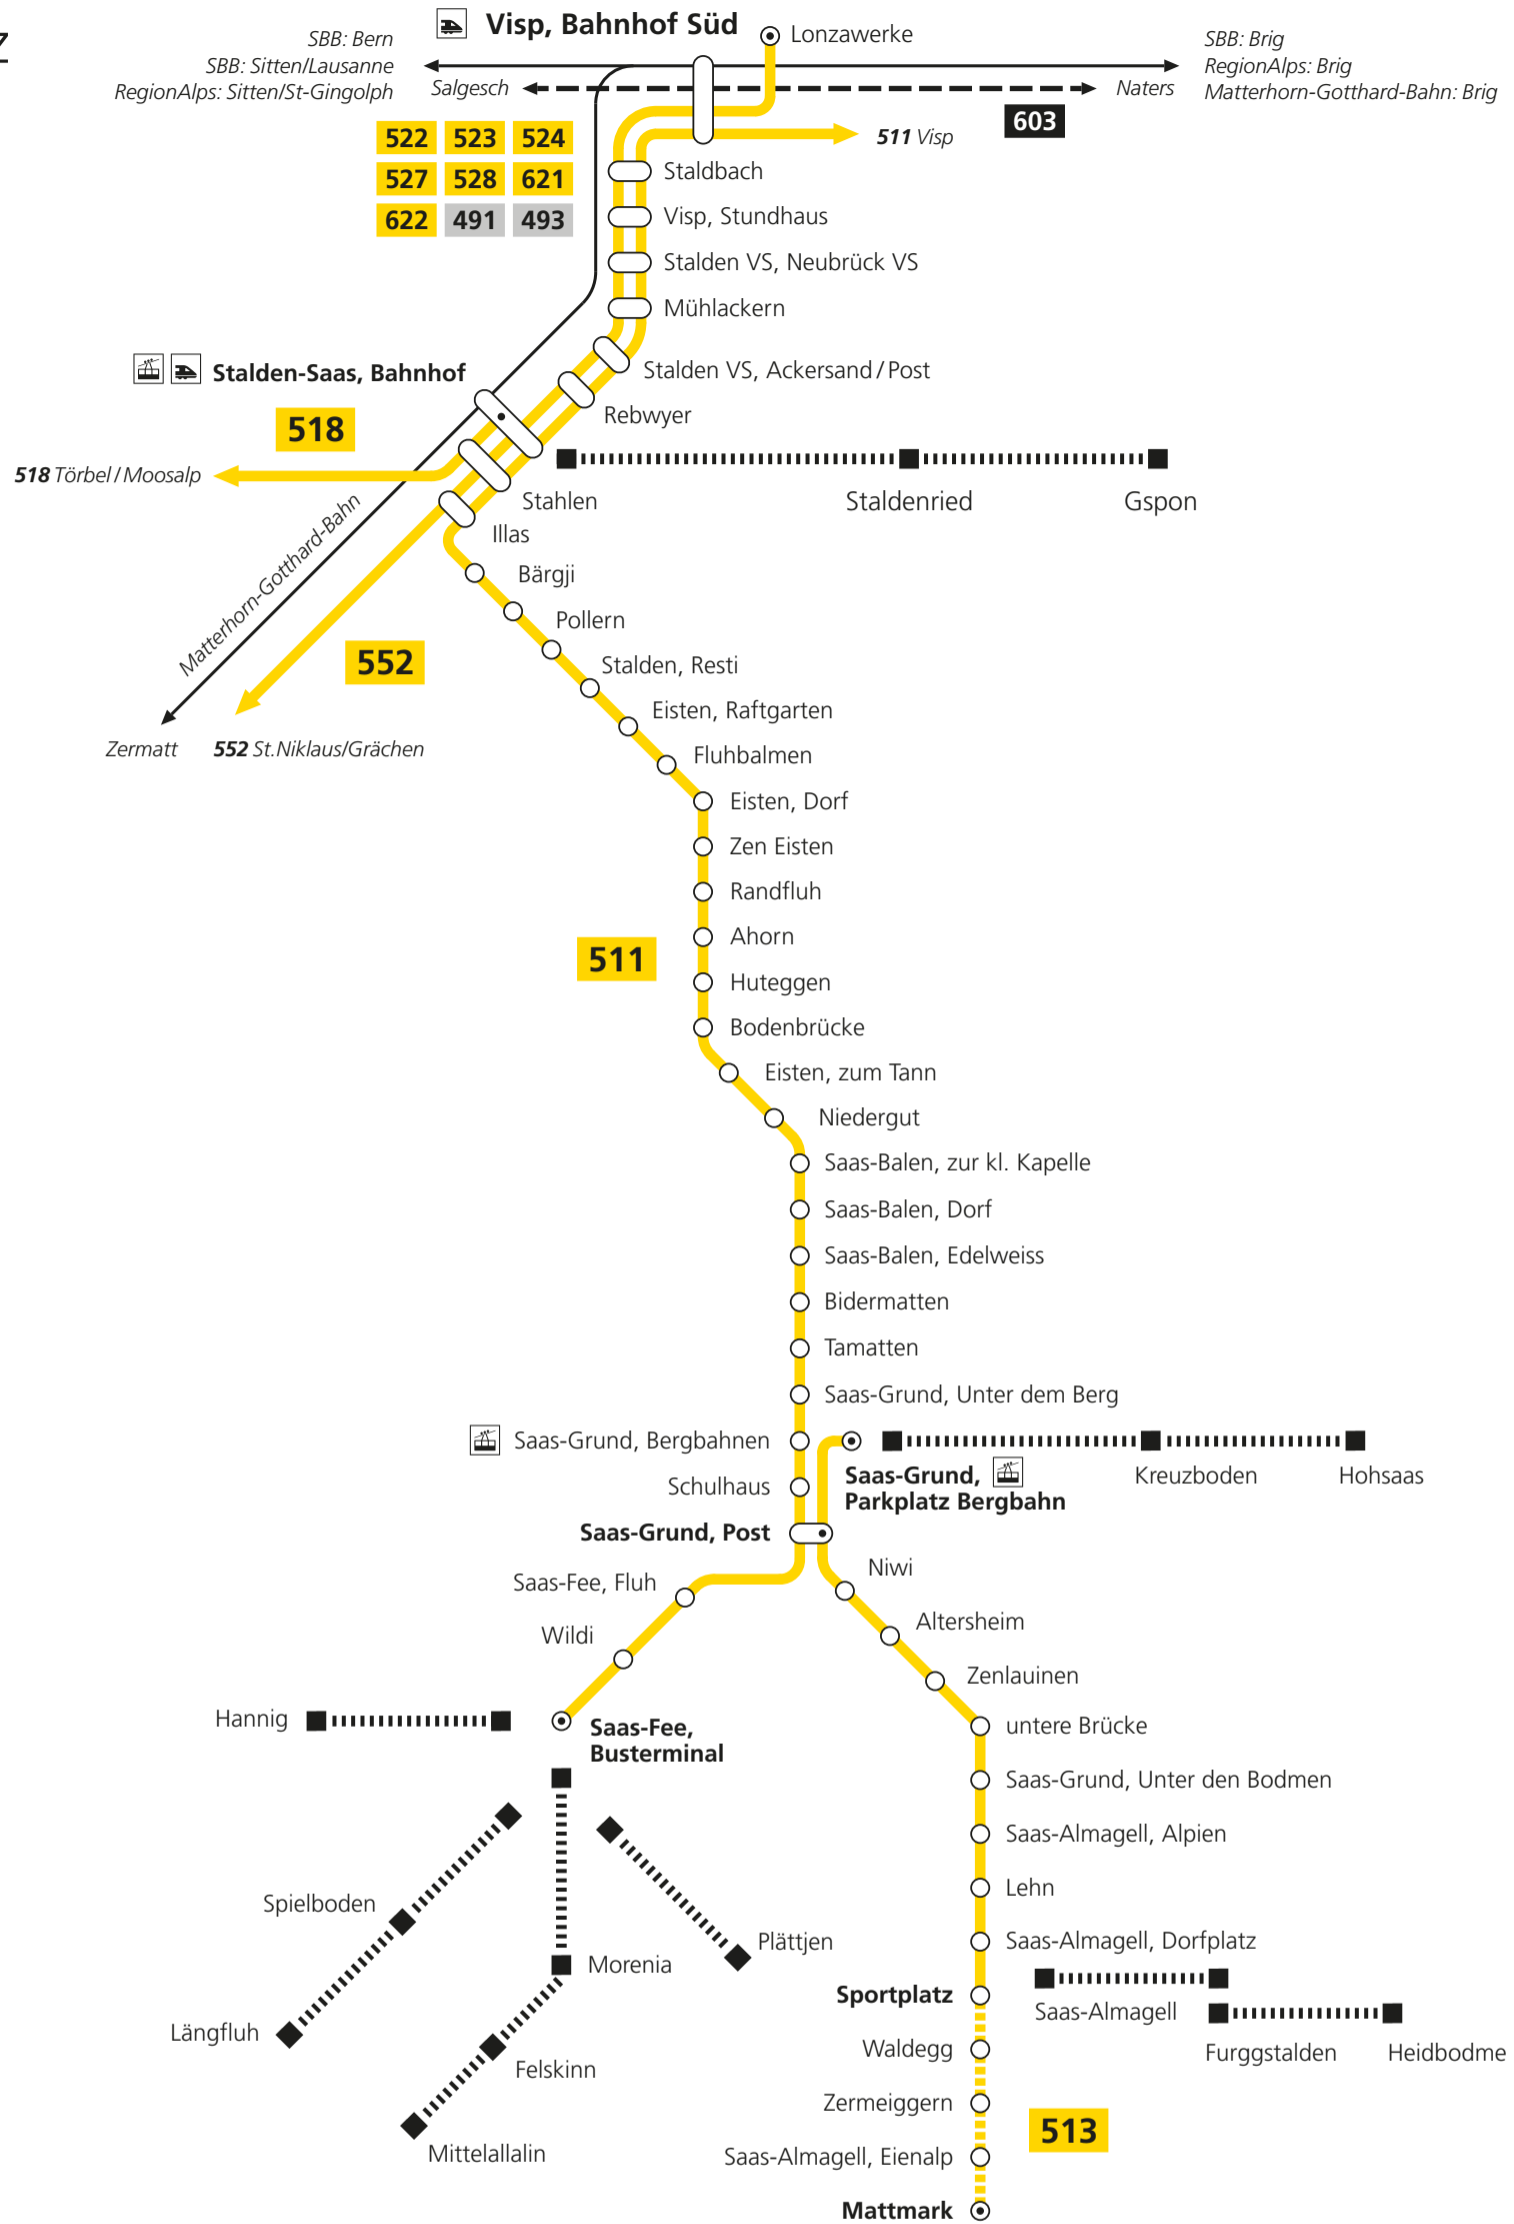 Visp, Bahnhof Süd
Lonzawerke
SBB: Bern
SBB: Sitten/Lausanne
RegionAlps: Sitten/St-Gingolph
Salgesch
Naters
SBB: Brig
RegionAlps: Brig
Matterhorn-Gotthard-Bahn: Brig
603
522 523 524
527 528 621
622 491 493
511 Visp
Staldbach
Visp, Stundhaus
Stalden VS, Neubrück VS
Mühlackern
Stalden-Saas, Bahnhof
Stalden VS, Ackersand/Post
Rebwyer
518
518 Törbel/Moosalp
Stahlen
Staldenried
Gspon
Illas
Matterhorn-Gotthard-Bahn
Bärgji
Pollern
552
Stalden, Resti
Eisten, Raftgarten
Zermatt
552 St.Niklaus/Grächen
Fluhbalmen
Eisten, Dorf
Zen Eisten
Randfluh
Ahorn
511
Huteggen
Bodenbrücke
Eisten, zum Tann
Niedergut
Saas-Balen, zur kl. Kapelle
Saas-Balen, Dorf
Saas-Balen, Edelweiss
Bidermatten
Tamatten
Saas-Grund, Unter dem Berg
Saas-Grund, Bergbahnen
Saas-Grund,
Parkplatz Bergbahn
Kreuzboden
Hohsaas
Schulhaus
Saas-Grund, Post
Niwi
Saas-Fee, Fluh
Altersheim
Wildi
Zenlauinen
Hannig
Saas-Fee,
Busterminal
untere Brücke
Saas-Grund, Unter den Bodmen
Saas-Almagell, Alpien
Spielboden
Lehn
Plättjen
Saas-Almagell, Dorfplatz
Morenia
Sportplatz
Saas-Almagell
Längfluh
Waldegg
Furggstalden
Heidbodme
Felskinn
Zermeiggern
513
Mittelallalin
Saas-Almagell, Eienalp
Mattmark